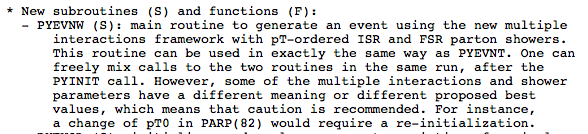 * New subroutines (S) and functions (F):
- PYEVNW (S): main routine to generate an event using the new multiple
interactions framework with pT-ordered ISR and FSR parton showers.
This routine can be used in exactly the same way as PYEVNT. One can
freely mix calls to the two routines in the same run, after the
PYINIT call. However, some of the multiple interactions and shower
parameters have a different meaning or different proposed best
values, which means that caution is recommended. For instance,
a change of pT0 in PARP(82) would require a re-initialization.